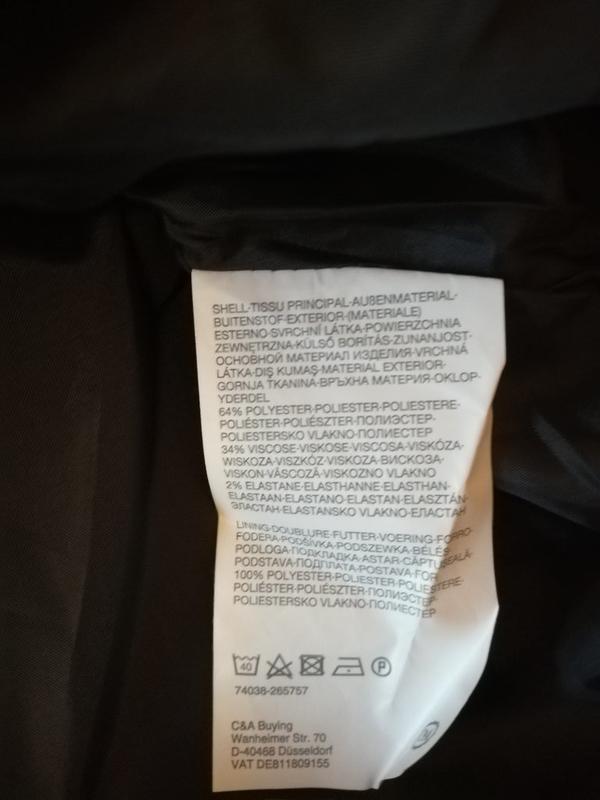 SHELL·TISSU PRINCIPAL·AUßENMATERIAL·
BUITENSTOF·EXTERIOR·(MATERIALE)
ESTERNO·SVRCHNÍ LÁTKA·POWIERZCHNIA
ZEWNĘTRZNA·KÜLSŐ BORÍTÁS·ZUNANJOST·
ОСНОВНОЙ МАТЕРИАЛ ИЗДЕЛИЯ·VRCHNÁ
LÁTKA·DIŞ KUMAŞ·MATERIAL EXTERIOR·
GORNJA TKANINA·ВРЪХНА МАТЕРИЯ·OKLOP·
YDERDEL
64% POLYESTER·POLIESTER·POLIESTERE·
POLIÉSTER·POLIÉSZTER·ПОЛИЭСТЕР·
POLIESTERSKO VLAKNO·ПОЛИЕСТЕР
34% VISCOSE·VISKOSE·VISCOSA·VISKÓZA·
WISKOZA·VISZKÓZ·VISKOZA·ВИСКОЗА·
VISKON·VÂSCOZĂ·VISKOZNO VLAKNO
2% ELASTANE·ELASTHANNE·ELASTHAN·
ELASTAAN·ELASTANO·ELASTAN·ELASZTÁN·
ЭЛАСТАН·ELASTANSKO VLAKNO·ЕЛАСТАН
LINING·DOUBLURE·FUTTER·VOERING·FORRO·
FODERA·PODŠÍVKA·PODSZEWKA·BÉLÉS·
PODLOGA·ПОДКЛАДКА·ASTAR·CĂPTUŞEALĂ·
PODSTAVA·ПОДПЛАТА·POSTAVA·FOR
100% POLYESTER·POLIESTER·POLIESTERE·
POLIÉSTER·POLIÉSZTER·ПОЛИЭСТЕР·
POLIESTERSKO VLAKNO·ПОЛИЕСТЕР
40 P
74038-265757
C&A Buying
Wanheimer Str. 70
D-40468 Düsseldorf
VAT DE811809155